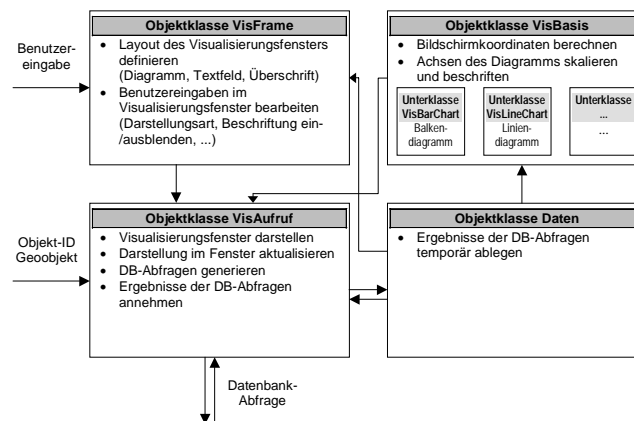 Benutzer-
eingabe
Objektklasse VisFrame
• Layout des Visualisierungsfensters
definieren
(Diagramm, Textfeld, Überschrift)
• Benutzereingaben im
Visualisierungsfenster bearbeiten
(Darstellungsart, Beschriftung ein-
/ausblenden, ...)
Objektklasse VisBasis
• Bildschirmkoordinaten berechnen
• Achsen des Diagramms skalieren
und beschriften
Unterklasse
VisBarChart
Balken-
diagramm
Unterklasse
VisLineChart
Linien-
diagramm
Unterklasse
...
...
Objekt-ID
Geoobjekt
Objektklasse VisAufruf
• Visualisierungsfenster darstellen
• Darstellung im Fenster aktualisieren
• DB-Abfragen generieren
• Ergebnisse der DB-Abfragen
annehmen
Objektklasse Daten
• Ergebnisse der DB-Abfragen
temporär ablegen
Datenbank-
Abfrage